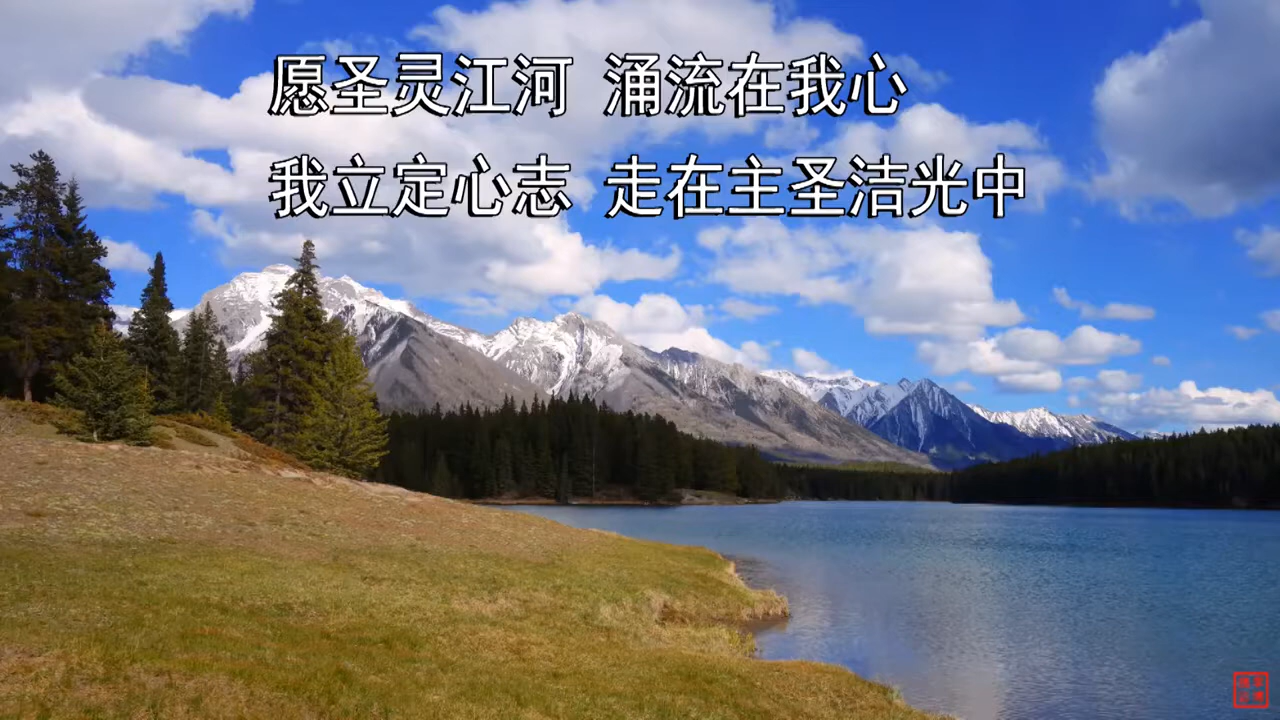 愿圣灵江河 涌流在我心
我立定心志 走在主圣洁光中